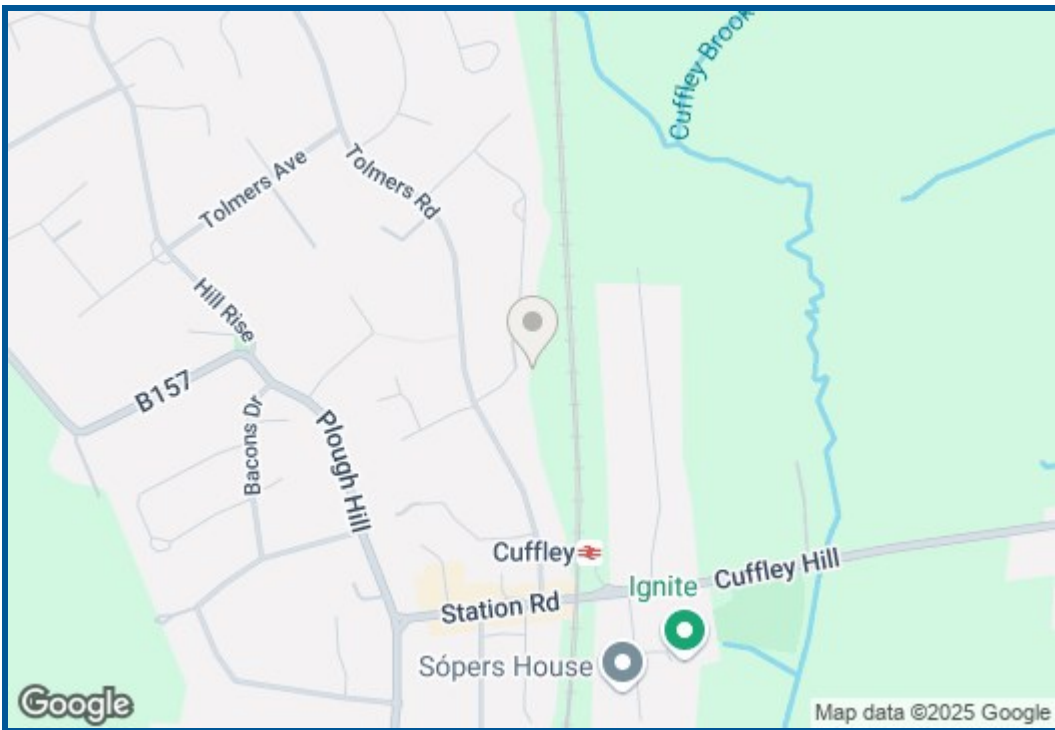 Cuffley Brook
Tolmers Ave
Tolmers Rd
Hill Rise
B157
Bacons Dr
Plough Hill
Cuffley
Cuffley Hill
Ignite
Station Rd
Sópers House
Google
Map data ©2025 Google